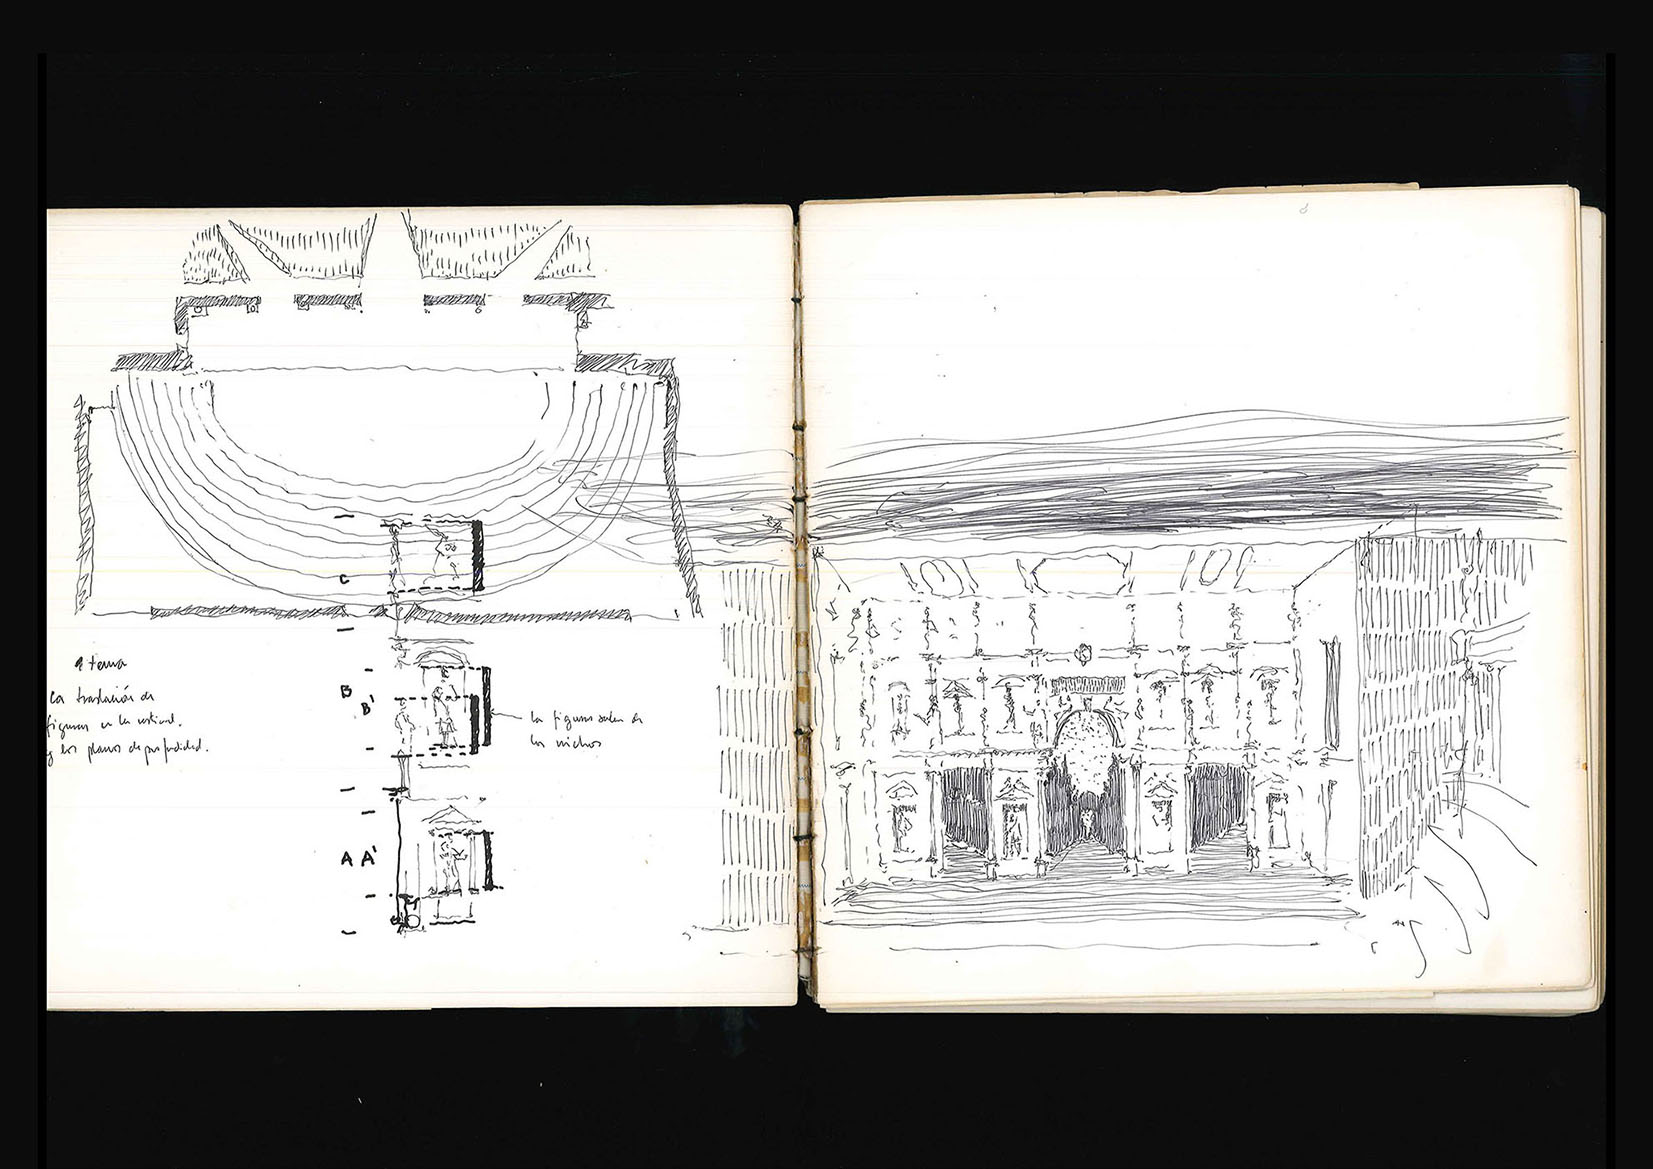 C
el tema
la traslación de
figuras en la vertical.
y los planos de profundidad.
B
B'
las figuras salen de
los nichos
A A'